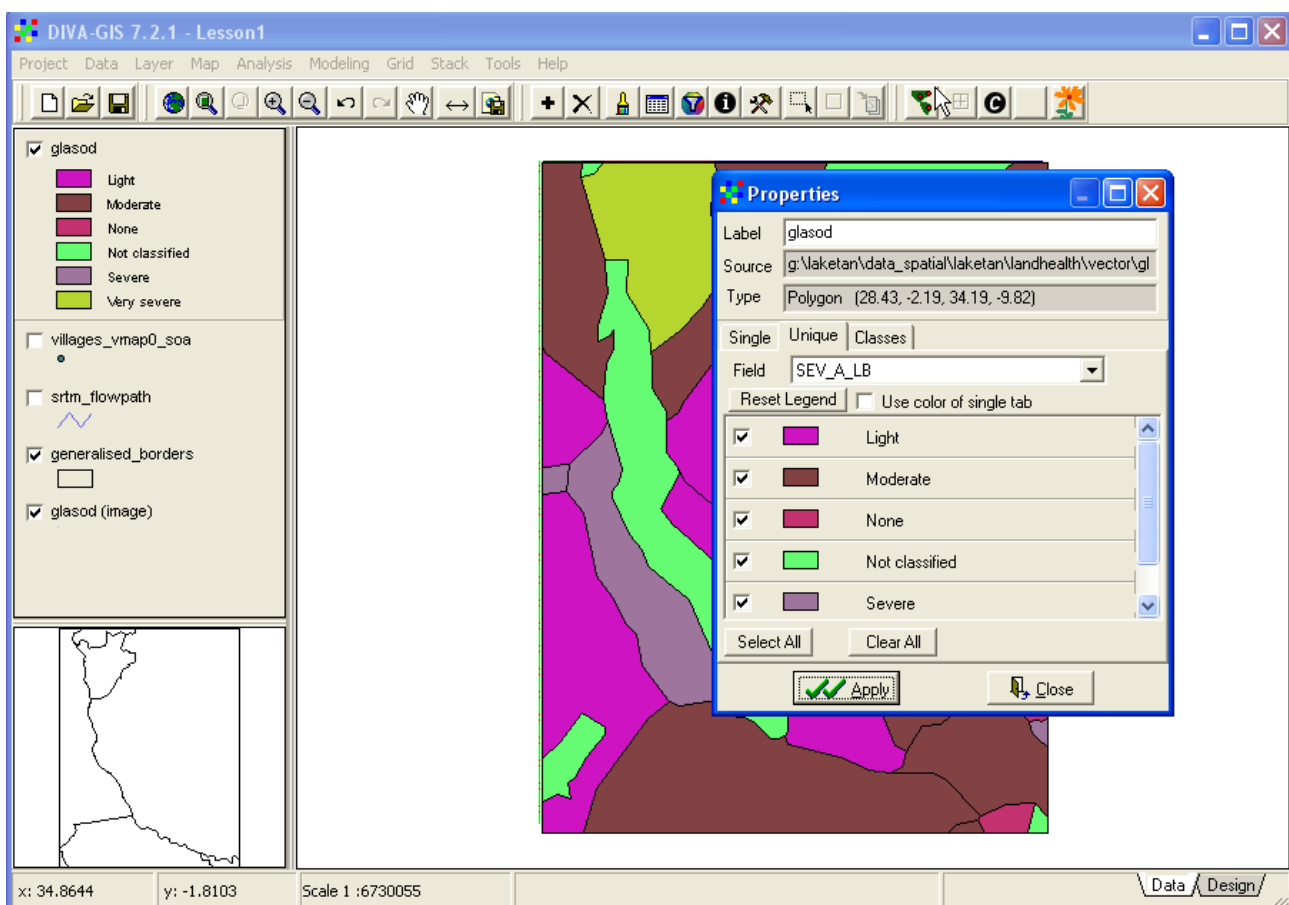 DIVA-GIS 7.2.1 - Lesson1
Project Data Layer Map Analysis Modeling Grid Stack Tools Help
glasod
Light
Moderate
None
Not classified
Severe
Very severe
villages_vmap0_soa
srtm_flowpath
generalised_borders
glasod (image)
Properties
Label glasod
Source g:\laketan\data_spatial\laketan\landhealth\vector\gl
Type Polygon (28.43, -2.19, 34.19, -9.82)
Single Unique Classes
Field SEV_A_LB
Reset Legend Use color of single tab
Light
Moderate
None
Not classified
Severe
Select All Clear All
Apply Close
x: 34.8644 y: -1.8103 Scale 1 :6730055 Data Design